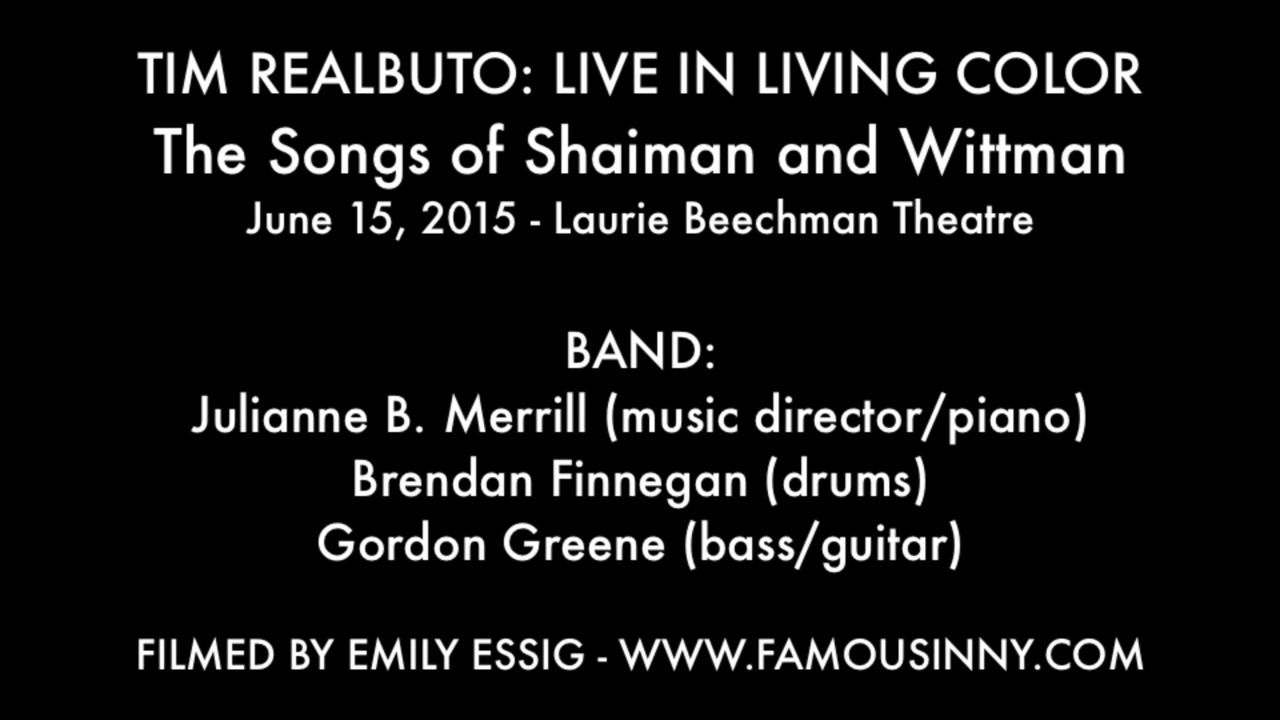 TIM REALBUTO: LIVE IN LIVING COLOR
The Songs of Shaiman and Wittman
June 15, 2015 - Laurie Beechman Theatre
BAND:
Julianne B. Merrill (music director/piano)
Brendan Finnegan (drums)
Gordon Greene (bass/guitar)
FILMED BY EMILY ESSIG - WWW.FAMOUSINNY.COM